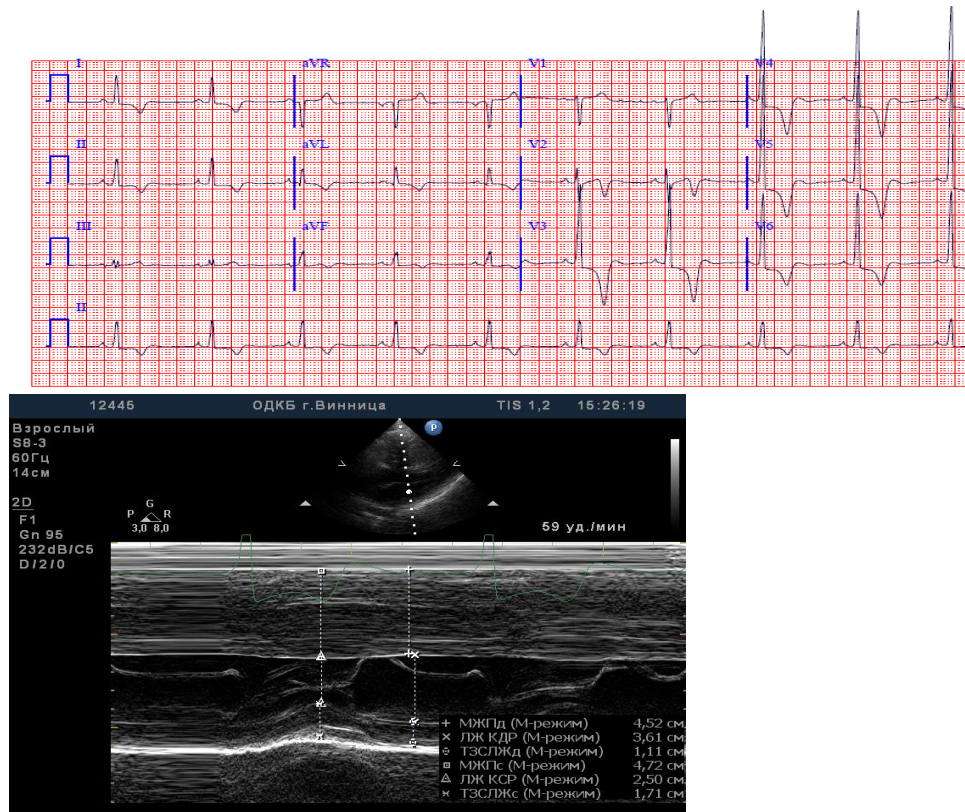 I aVR V1 V4
II aVL V2 V5
III aVF V3 V6
II
12445 ОДКБ г.Винница TIS 1,2 15:26:19
Взрослый
S8-3
60Гц
14см
2D
F1
Gn 95
232dB/C5
D/2/0
G
P R
3,0 8,0
P
59 уд./мин
МЖПд (М-режим) 4,52 см
ЛЖ КДР (М-режим) 3,61 см
ТЗСЛЖд (М-режим) 1,11 см
МЖПс (М-режим) 4,72 см
ЛЖ КСР (М-режим) 2,50 см
ТЗСЛЖс (М-режим) 1,71 см